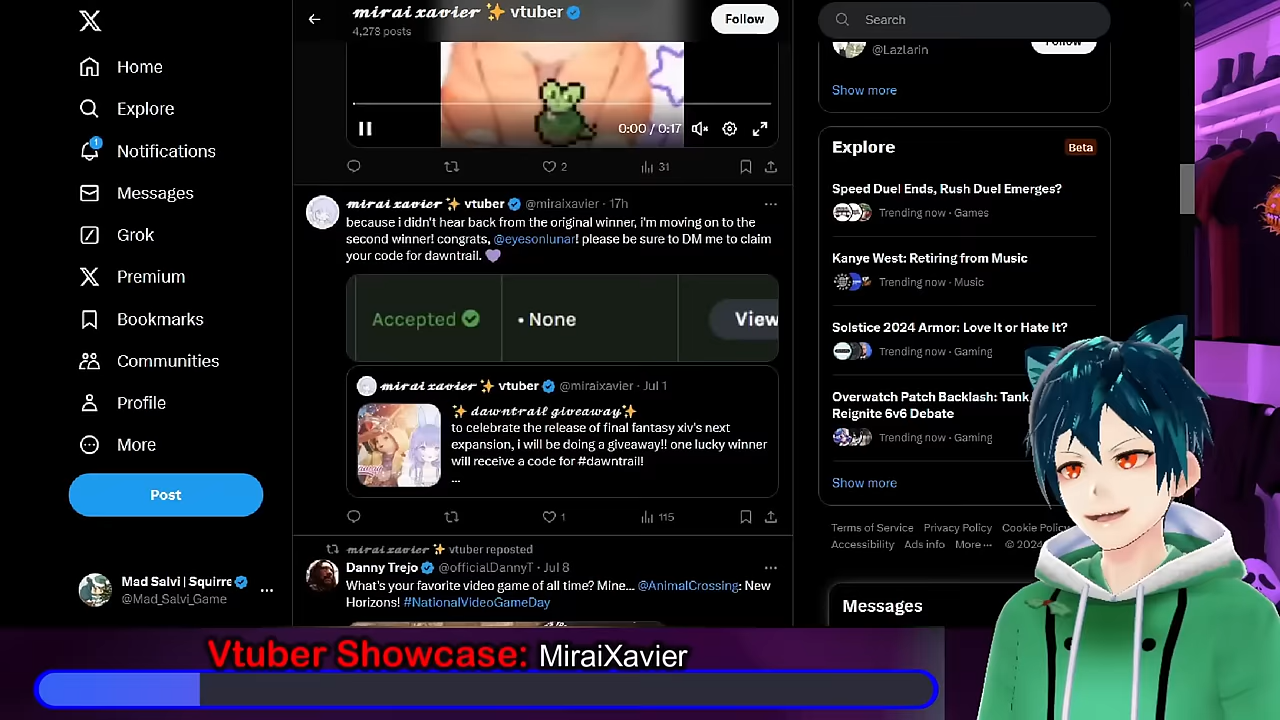 Home
Explore
Notifications
1
Messages
Grok
Premium
Bookmarks
Communities
Profile
More
Post
Mad Salvi | Squirre
@Mad_Salvi_Game
mirai xavier ✨ vtuber
4,278 posts
Follow
0:00 / 0:17
2
31
mirai xavier ✨ vtuber @miraixavier · 17h
because i didn't hear back from the original winner, i'm moving on to the
second winner! congrats, @eyesonlunar! please be sure to DM me to claim
your code for dawntrail. 💜
Accepted
• None
View
mirai xavier ✨ vtuber @miraixavier · Jul 1
✨ dawntrail giveaway✨
to celebrate the release of final fantasy xiv's next
expansion, i will be doing a giveaway!! one lucky winner
will receive a code for #dawntrail!
...
1
115
mirai xavier ✨ vtuber reposted
Danny Trejo @officialDannyT · Jul 8
What's your favorite video game of all time? Mine... @AnimalCrossing: New
Horizons! #NationalVideoGameDay
Search
@Lazlarin
Follow
Show more
Explore
Beta
Speed Duel Ends, Rush Duel Emerges?
Trending now · Games
Kanye West: Retiring from Music
Trending now · Music
Solstice 2024 Armor: Love It or Hate It?
Trending now · Gaming
Overwatch Patch Backlash: Tank
Reignite 6v6 Debate
Trending now · Gaming
Show more
Terms of Service Privacy Policy Cookie Policy
Accessibility Ads info More ··· © 2024
Messages
Vtuber Showcase: MiraiXavier